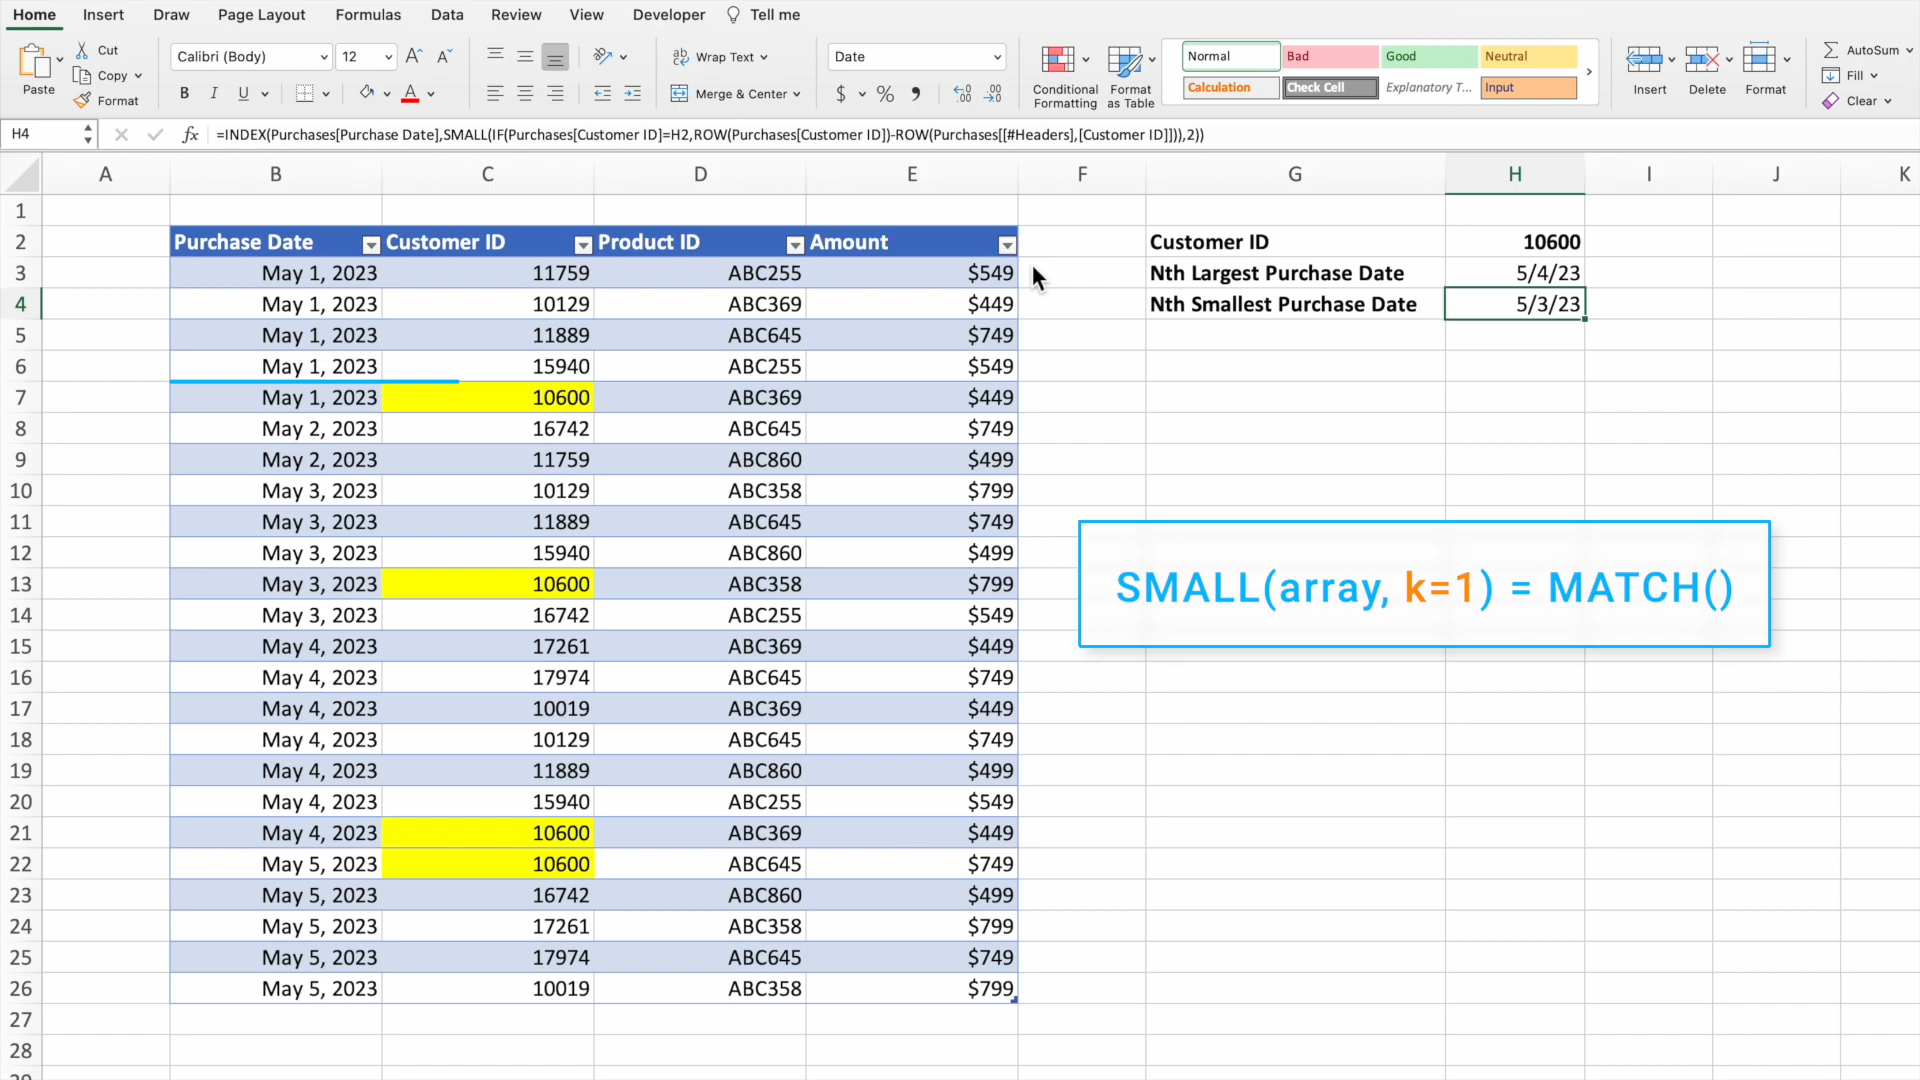 Home Insert Draw Page Layout Formulas Data Review View Developer Tell me
Paste
Cut
Copy
Format
Calibri (Body) 12
B I U
A
Wrap Text
Merge & Center
Date
$ %
Conditional Formatting
Format as Table
Normal Bad Good Neutral
Calculation Check Cell Explanatory T... Input
Insert Delete Format
AutoSum
Fill
Clear
H4 fx =INDEX(Purchases[Purchase Date],SMALL(IF(Purchases[Customer ID]=H2,ROW(Purchases[Customer ID])-ROW(Purchases[[#Headers],[Customer ID]])),2))
A B C D E F G H I J K
1
2 Purchase Date Customer ID Product ID Amount Customer ID 10600
3 May 1, 2023 11759 ABC255 $549 Nth Largest Purchase Date 5/4/23
4 May 1, 2023 10129 ABC369 $449 Nth Smallest Purchase Date 5/3/23
5 May 1, 2023 11889 ABC645 $749
6 May 1, 2023 15940 ABC255 $549
7 May 1, 2023 10600 ABC369 $449
8 May 2, 2023 16742 ABC645 $749
9 May 2, 2023 11759 ABC860 $499
10 May 3, 2023 10129 ABC358 $799
11 May 3, 2023 11889 ABC645 $749
12 May 3, 2023 15940 ABC860 $499
13 May 3, 2023 10600 ABC358 $799
SMALL(array, k=1) = MATCH()
14 May 3, 2023 16742 ABC255 $549
15 May 4, 2023 17261 ABC369 $449
16 May 4, 2023 17974 ABC645 $749
17 May 4, 2023 10019 ABC369 $449
18 May 4, 2023 10129 ABC645 $749
19 May 4, 2023 11889 ABC860 $499
20 May 4, 2023 15940 ABC255 $549
21 May 4, 2023 10600 ABC369 $449
22 May 5, 2023 10600 ABC645 $749
23 May 5, 2023 16742 ABC860 $499
24 May 5, 2023 17261 ABC358 $799
25 May 5, 2023 17974 ABC645 $749
26 May 5, 2023 10019 ABC358 $799
27
28